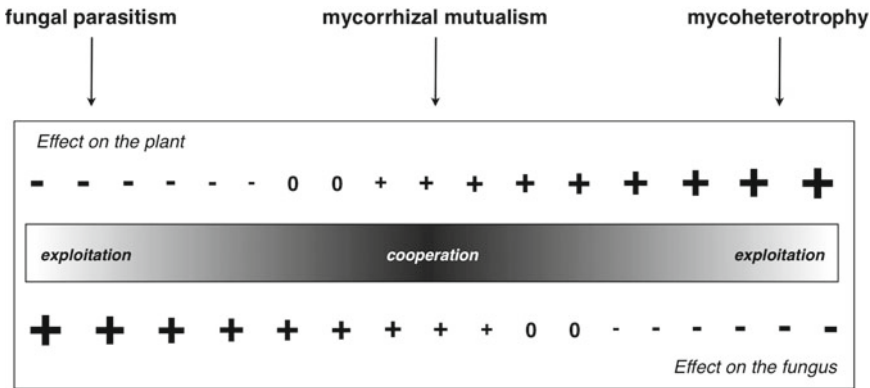 fungal parasitism mycorrhizal mutualism mycoheterotrophy
Effect on the plant
- - - - - - 0 0 + + + + + + + + +
exploitation cooperation exploitation
+ + + + + + + + + 0 0 - - - - - -
Effect on the fungus